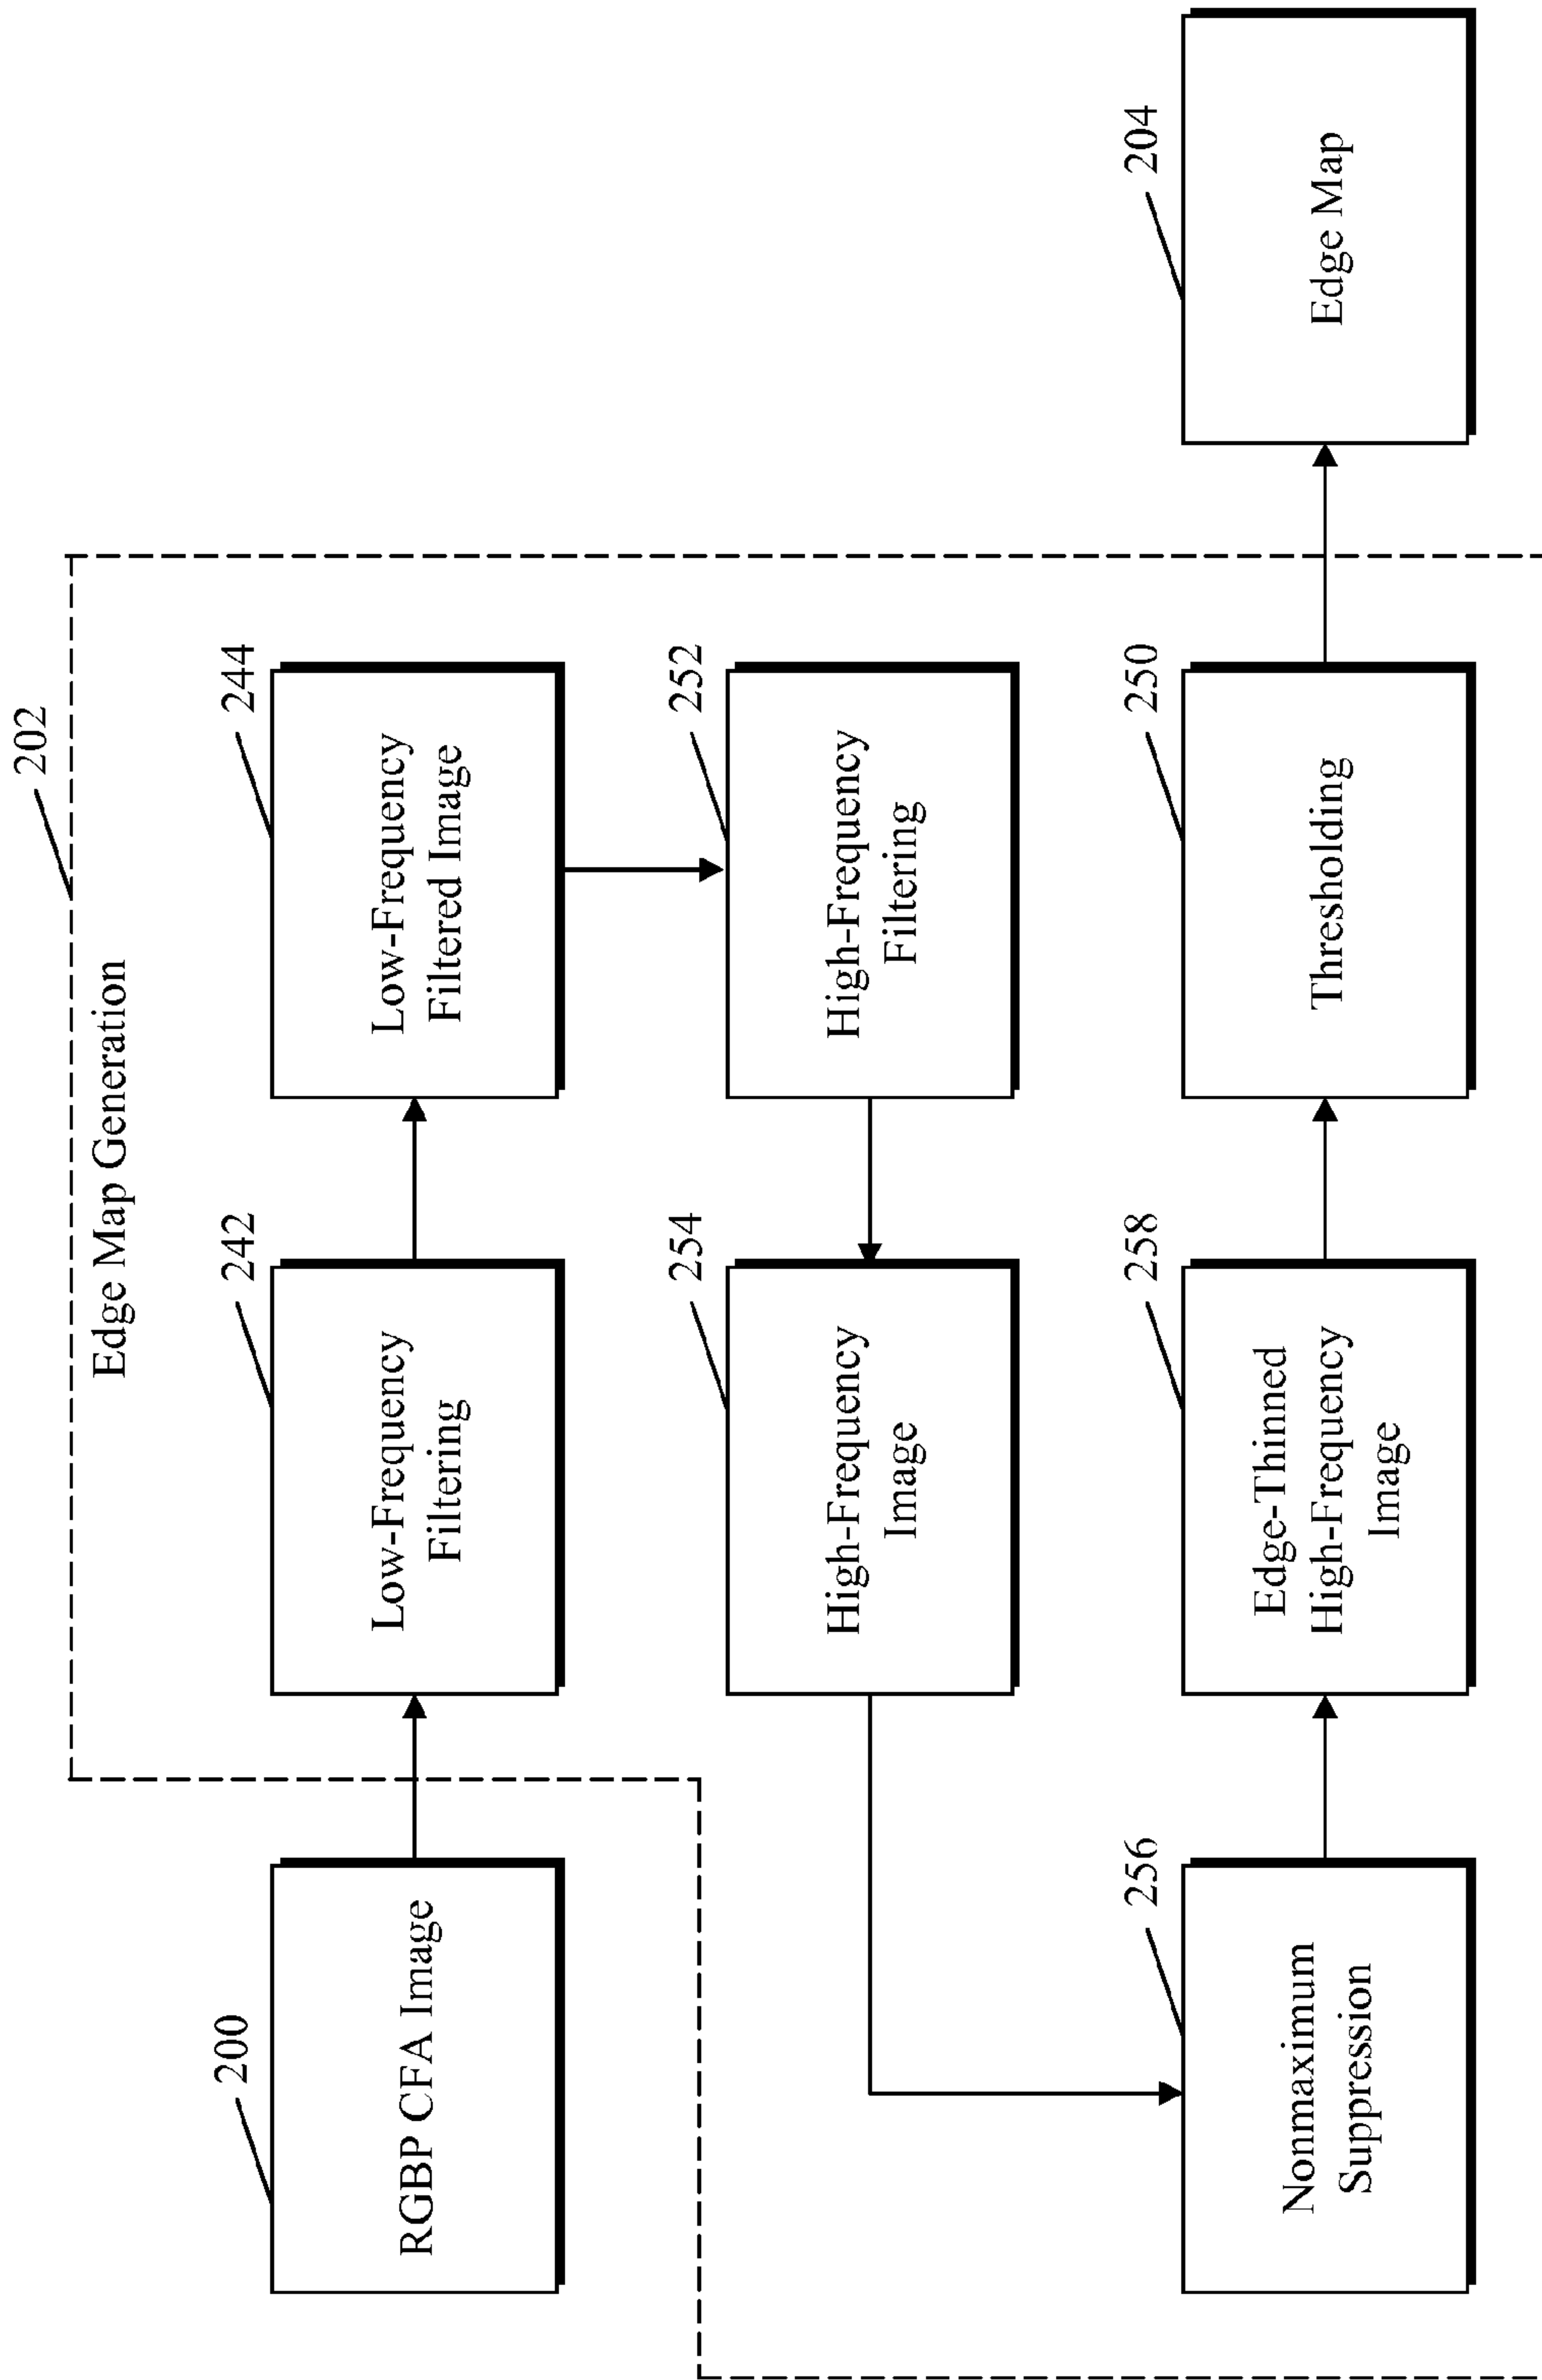 202
Edge Map Generation
200
RGBP CFA Image
242
Low-Frequency
Filtering
244
Low-Frequency
Filtered Image
254
High-Frequency
Image
252
High-Frequency
Filtering
256
Nonmaximum
Suppression
258
Edge-Thinned
High-Frequency
Image
250
Thresholding
204
Edge Map